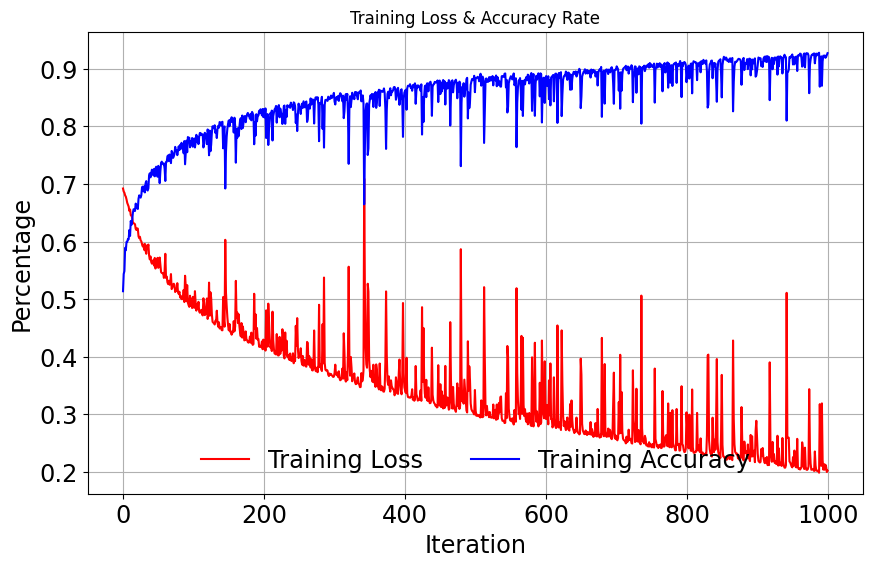 Training Loss & Accuracy Rate
Percentage
0.9
0.8
0.7
0.6
0.5
0.4
0.3
0.2
Training Loss Training Accuracy
0 200 400 600 800 1000
Iteration